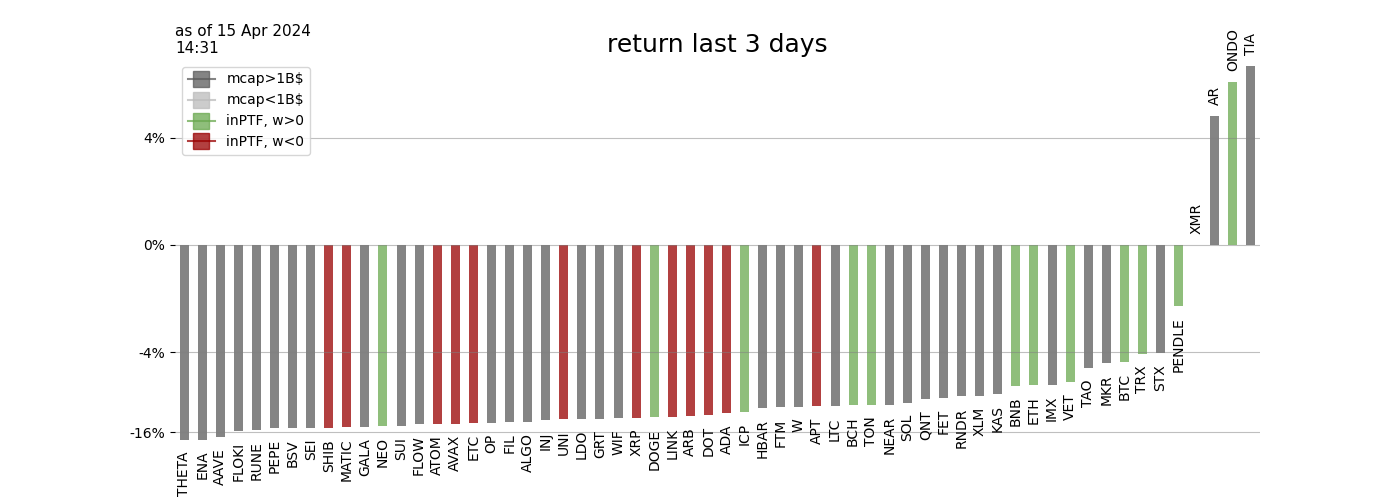 as of 15 Apr 2024
14:31
return last 3 days
mcap>1B$
mcap<1B$
inPTF, w>0
inPTF, w<0
4%
0%
-4%
-16%
THETA
ENA
AAVE
FLOKI
RUNE
PEPE
BSV
SEI
SHIB
MATIC
GALA
NEO
SUI
FLOW
ATOM
AVAX
ETC
OP
FIL
ALGO
INJ
UNI
LDO
GRT
WIF
XRP
DOGE
LINK
ARB
DOT
ADA
ICP
HBAR
FTM
W
APT
LTC
BCH
TON
NEAR
SOL
QNT
FET
RNDR
XLM
KAS
BNB
ETH
IMX
VET
TAO
MKR
BTC
TRX
STX
PENDLE
XMR
AR
ONDO
TIA